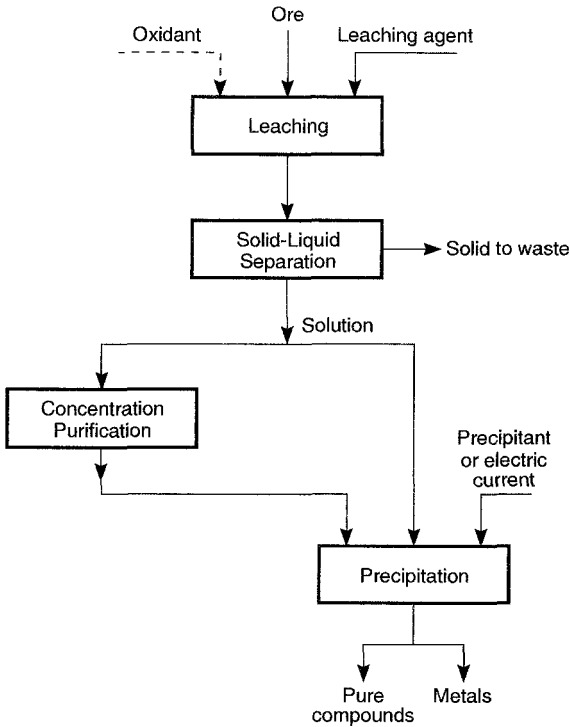 Ore
Oxidant
Leaching agent
Leaching
Solid-Liquid
Separation
Solid to waste
Solution
Concentration
Purification
Precipitant
or electric
current
Precipitation
Pure
compounds
Metals